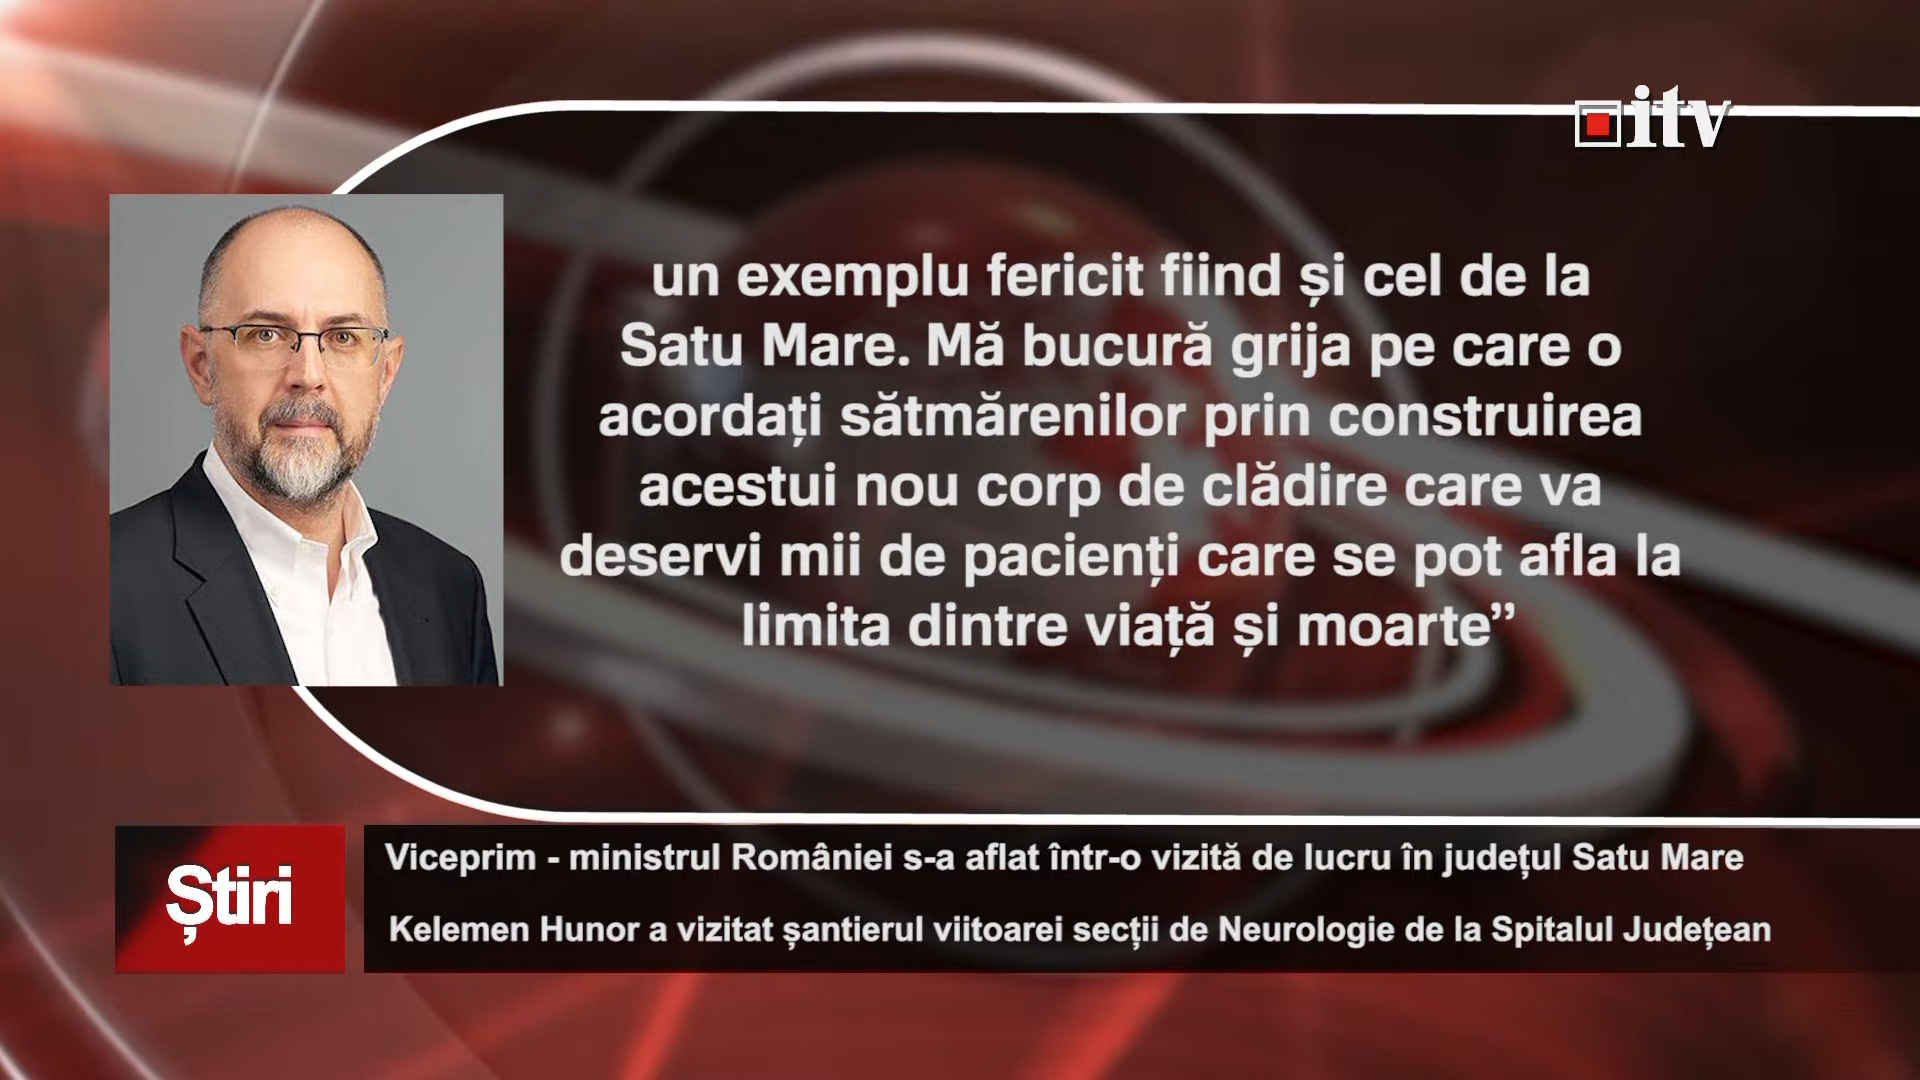 itv
un exemplu fericit fiind și cel de la
Satu Mare. Mă bucură grija pe care o
acordați sătmărenilor prin construirea
acestui nou corp de clădire care va
deservi mii de pacienți care se pot afla la
limita dintre viață și moarte”
Știri
Viceprim - ministrul României s-a aflat într-o vizită de lucru în județul Satu Mare
Kelemen Hunor a vizitat șantierul viitoarei secții de Neurologie de la Spitalul Județean